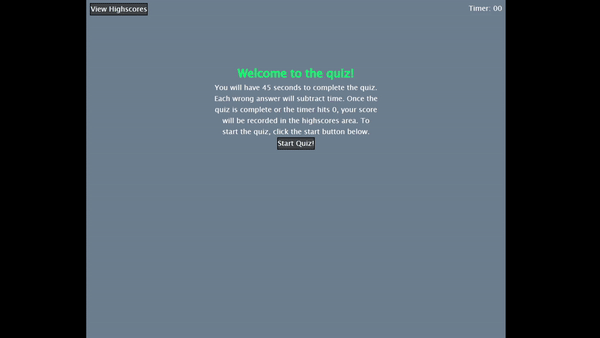 View Highscores
Timer: 00
Welcome to the quiz!
You will have 45 seconds to complete the quiz.
Each wrong answer will subtract time. Once the
quiz is complete or the timer hits 0, your score
will be recorded in the highscores area. To
start the quiz, click the start button below.
Start Quiz!